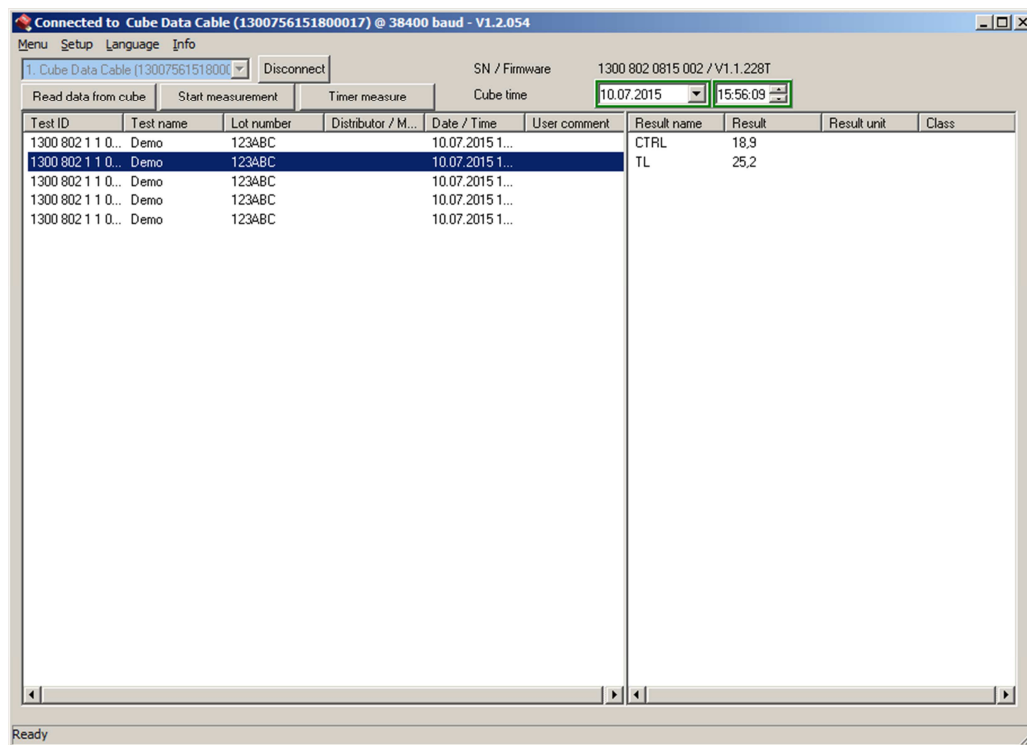 Connected to Cube Data Cable (1300756151800017) @ 38400 baud - V1.2.054
Menu Setup Language Info
1. Cube Data Cable (1300756151800( Disconnect SN / Firmware 1300 802 0815 002 / V1.1.228T
Read data from cube Start measurement Timer measure Cube time 10.07.2015 15:56:09
Test ID Test name Lot number Distributor / M... Date / Time User comment Result name Result Result unit Class
1300 802 1 1 0... Demo 123ABC 10.07.2015 1... CTRL 18,9
1300 802 1 1 0... Demo 123ABC 10.07.2015 1... TL 25,2
1300 802 1 1 0... Demo 123ABC 10.07.2015 1...
1300 802 1 1 0... Demo 123ABC 10.07.2015 1...
1300 802 1 1 0... Demo 123ABC 10.07.2015 1...
Ready